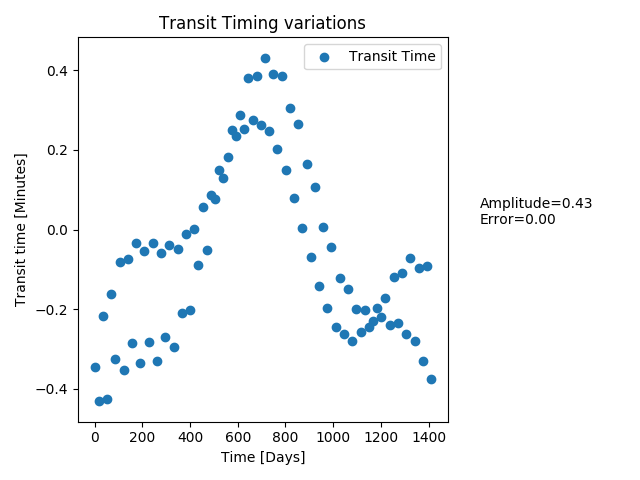 Transit Timing variations
Transit Time
Transit time [Minutes]
0.4
0.2
0.0
−0.2
−0.4
0 200 400 600 800 1000 1200 1400
Time [Days]
Amplitude=0.43
Error=0.00